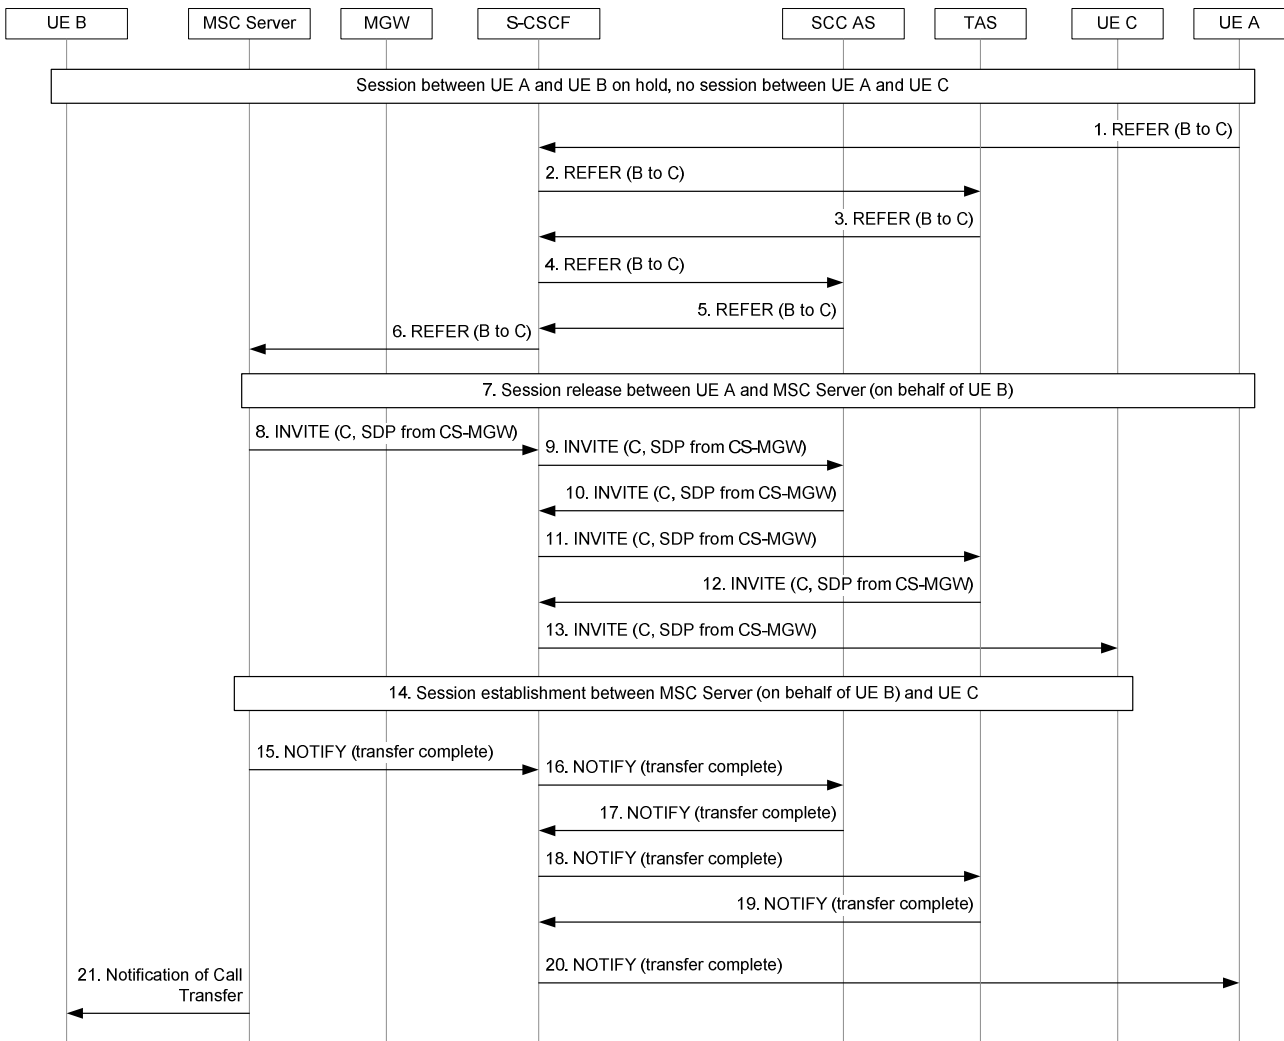 UE B
MSC Server
MGW
S-CSCF
SCC AS
TAS
UE C
UE A
Session between UE A and UE B on hold, no session between UE A and UE C
1. REFER (B to C)
2. REFER (B to C)
3. REFER (B to C)
4. REFER (B to C)
5. REFER (B to C)
6. REFER (B to C)
7. Session release between UE A and MSC Server (on behalf of UE B)
8. INVITE (C, SDP from CS-MGW)
9. INVITE (C, SDP from CS-MGW)
10. INVITE (C, SDP from CS-MGW)
11. INVITE (C, SDP from CS-MGW)
12. INVITE (C, SDP from CS-MGW)
13. INVITE (C, SDP from CS-MGW)
14. Session establishment between MSC Server (on behalf of UE B) and UE C
15. NOTIFY (transfer complete)
16. NOTIFY (transfer complete)
17. NOTIFY (transfer complete)
18. NOTIFY (transfer complete)
19. NOTIFY (transfer complete)
20. NOTIFY (transfer complete)
21. Notification of Call
Transfer